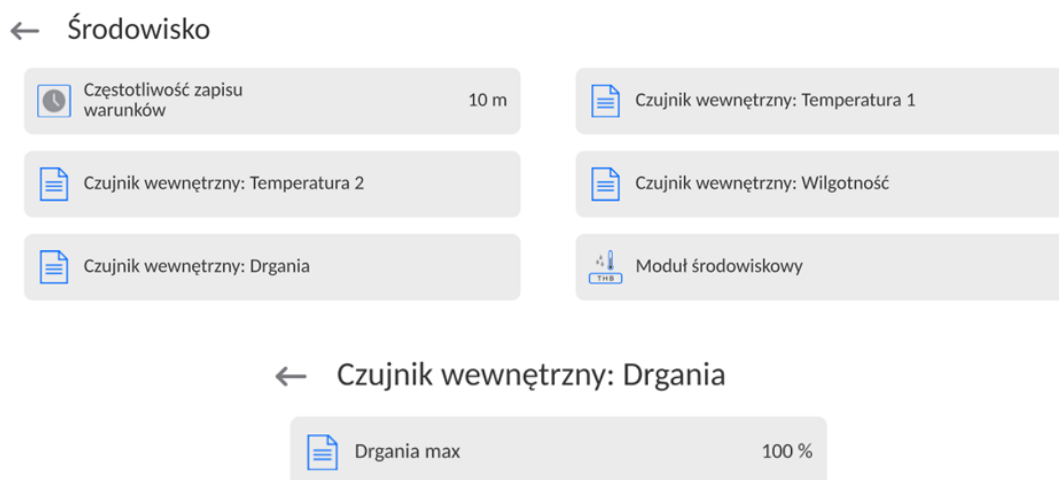 Środowisko
Częstotliwość zapisu
warunków
10 m
Czujnik wewnętrzny: Temperatura 1
Czujnik wewnętrzny: Temperatura 2
Czujnik wewnętrzny: Wilgotność
Czujnik wewnętrzny: Drgania
THB
Moduł środowiskowy
Czujnik wewnętrzny: Drgania
Drgania max
100 %